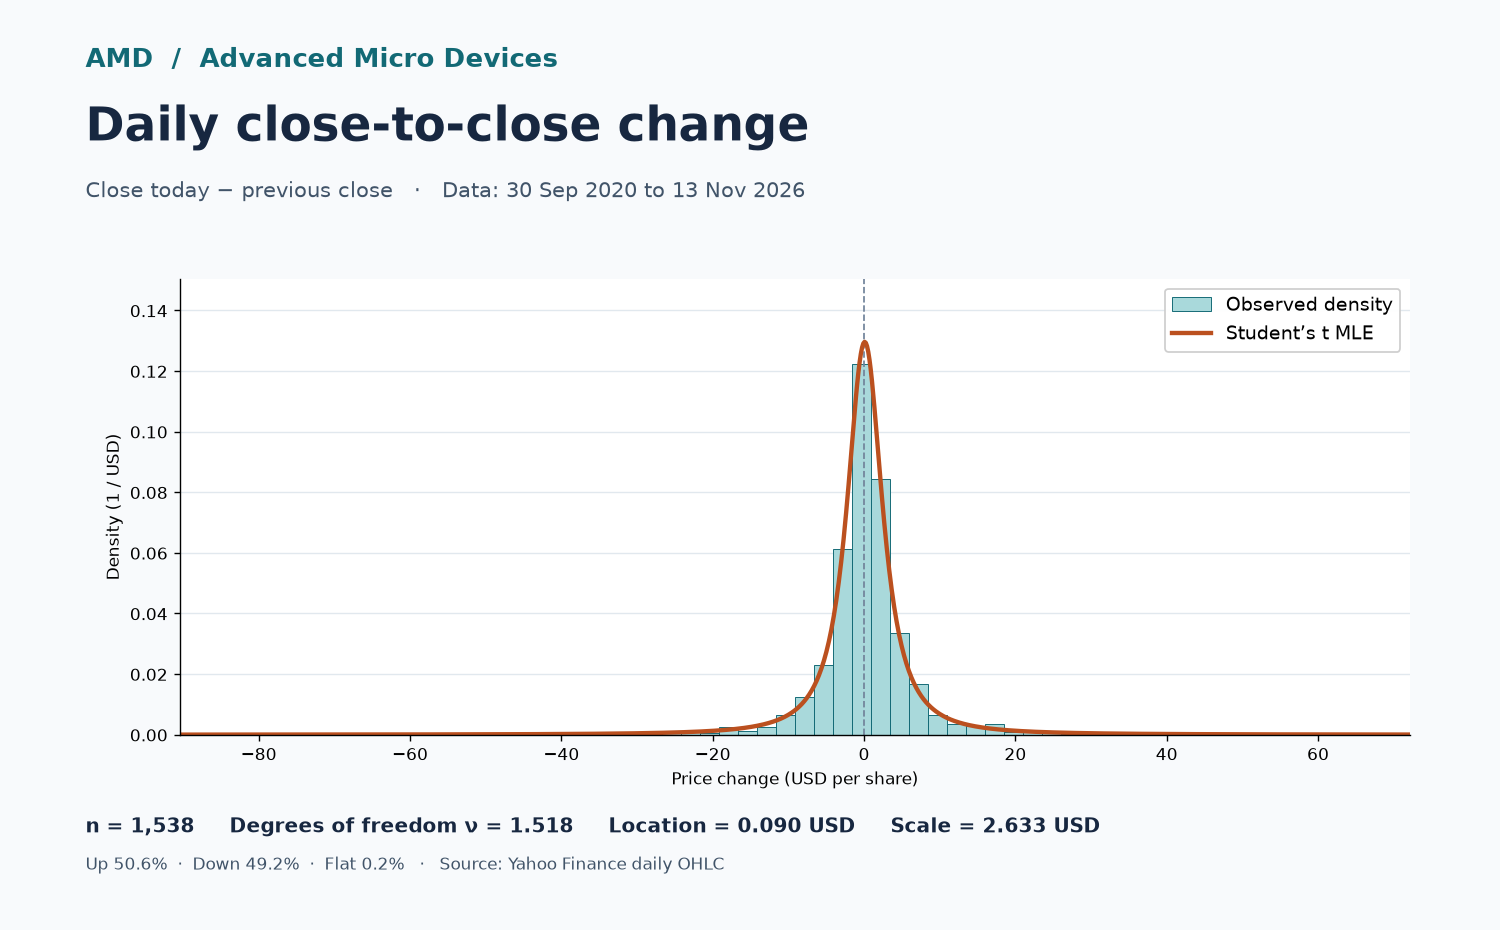 AMD / Advanced Micro Devices
Daily close-to-close change
Close today − previous close · Data: 30 Sep 2020 to 13 Nov 2026
Observed density
Student’s t MLE
Density (1 / USD)
0.14
0.12
0.10
0.08
0.06
0.04
0.02
0.00
−80 −60 −40 −20 0 20 40 60
Price change (USD per share)
n = 1,538 Degrees of freedom ν = 1.518 Location = 0.090 USD Scale = 2.633 USD
Up 50.6% · Down 49.2% · Flat 0.2% · Source: Yahoo Finance daily OHLC